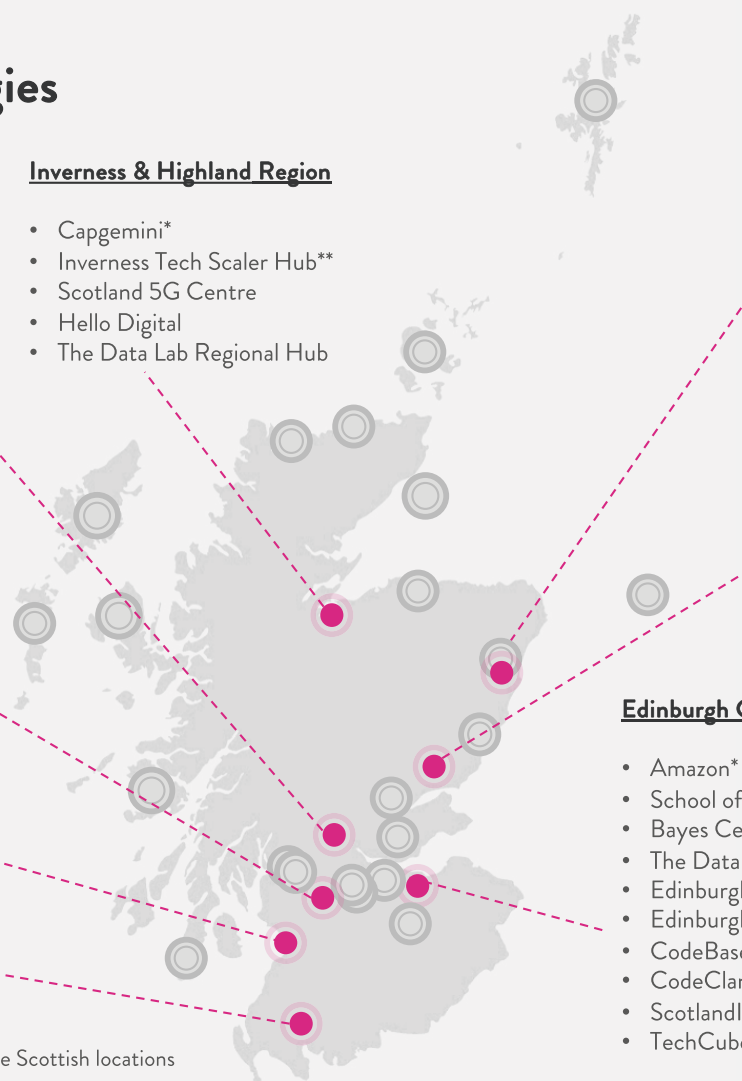 gies
Inverness & Highland Region
• Capgemini*
• Inverness Tech Scaler Hub**
• Scotland 5G Centre
• Hello Digital
• The Data Lab Regional Hub
Edinburgh
• Amazon*
• School of
• Bayes Ce
• The Data
• Edinburgh
• Edinburgh
• CodeBase
• CodeClan
• ScotlandI
• TechCube
e Scottish locations